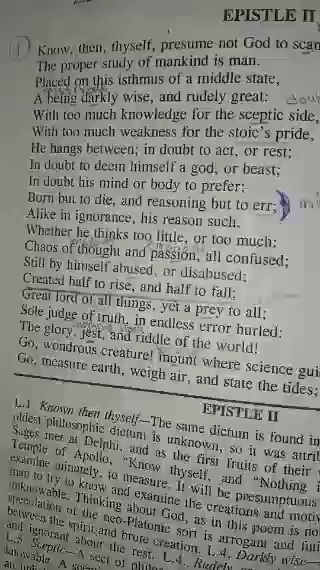 EPISTLE II
Know, then, thyself, presume not God to scan
The proper study of mankind is man.
Placed on this isthmus of a middle state,
A being darkly wise, and rudely great:
With too much knowledge for the sceptic side,
With too much weakness for the stoic's pride,
He hangs between; in doubt to act, or rest;
In doubt to deem himself a god, or beast;
In doubt his mind or body to prefer;
Born but to die, and reasoning but to err;
Alike in ignorance, his reason such,
Whether he thinks too little, or too much:
Chaos of thought and passion, all confused;
Still by himself abused, or disabused;
Created half to rise, and half to fall;
Great lord of all things, yet a prey to all;
Sole judge of truth, in endless error hurled:
The glory, jest, and riddle of the world!
Go, wondrous creature! mount where science gui
Go, measure earth, weigh air, and state the tides;
EPISTLE II
L.1 Known then thyself—The same dictum is found in
oldest philosophic dictum is unknown, so it was attri
Sages met at Delphi, and as the first fruits of their
Temple of Apollo, "Know thyself, and "Nothing i
examine minutely, to measure. It will be presumptuous
man to try to know and examine the creations and motiv
unknowable. Thinking about God, as in this poem is no
speculation of the neo-Platonic sort is arrogant and fui
between the spirit and brute creation. L.4, Darkly wise—
and ignorant about the rest. L.4, Rudely
L.5 Sceptic—A sect of philos
knowable.